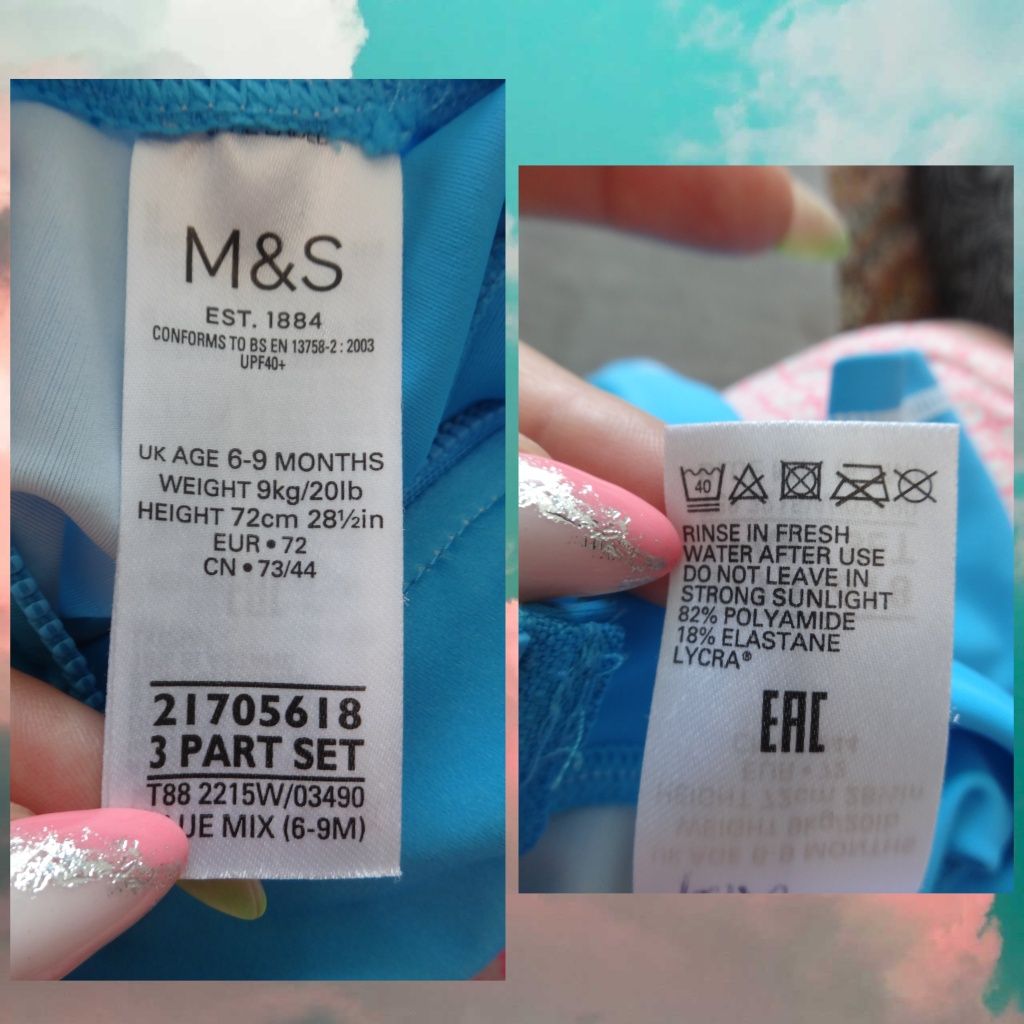 M&S
EST. 1884
CONFORMS TO BS EN 13758-2 : 2003
UPF40+
UK AGE 6-9 MONTHS
WEIGHT 9kg/20lb
HEIGHT 72cm 28½in
EUR • 72
CN • 73/44
21705618
3 PART SET
T88 2215W/03490
UE MIX (6-9M)
40
RINSE IN FRESH
WATER AFTER USE
DO NOT LEAVE IN
STRONG SUNLIGHT
82% POLYAMIDE
18% ELASTANE
LYCRA®
EAC